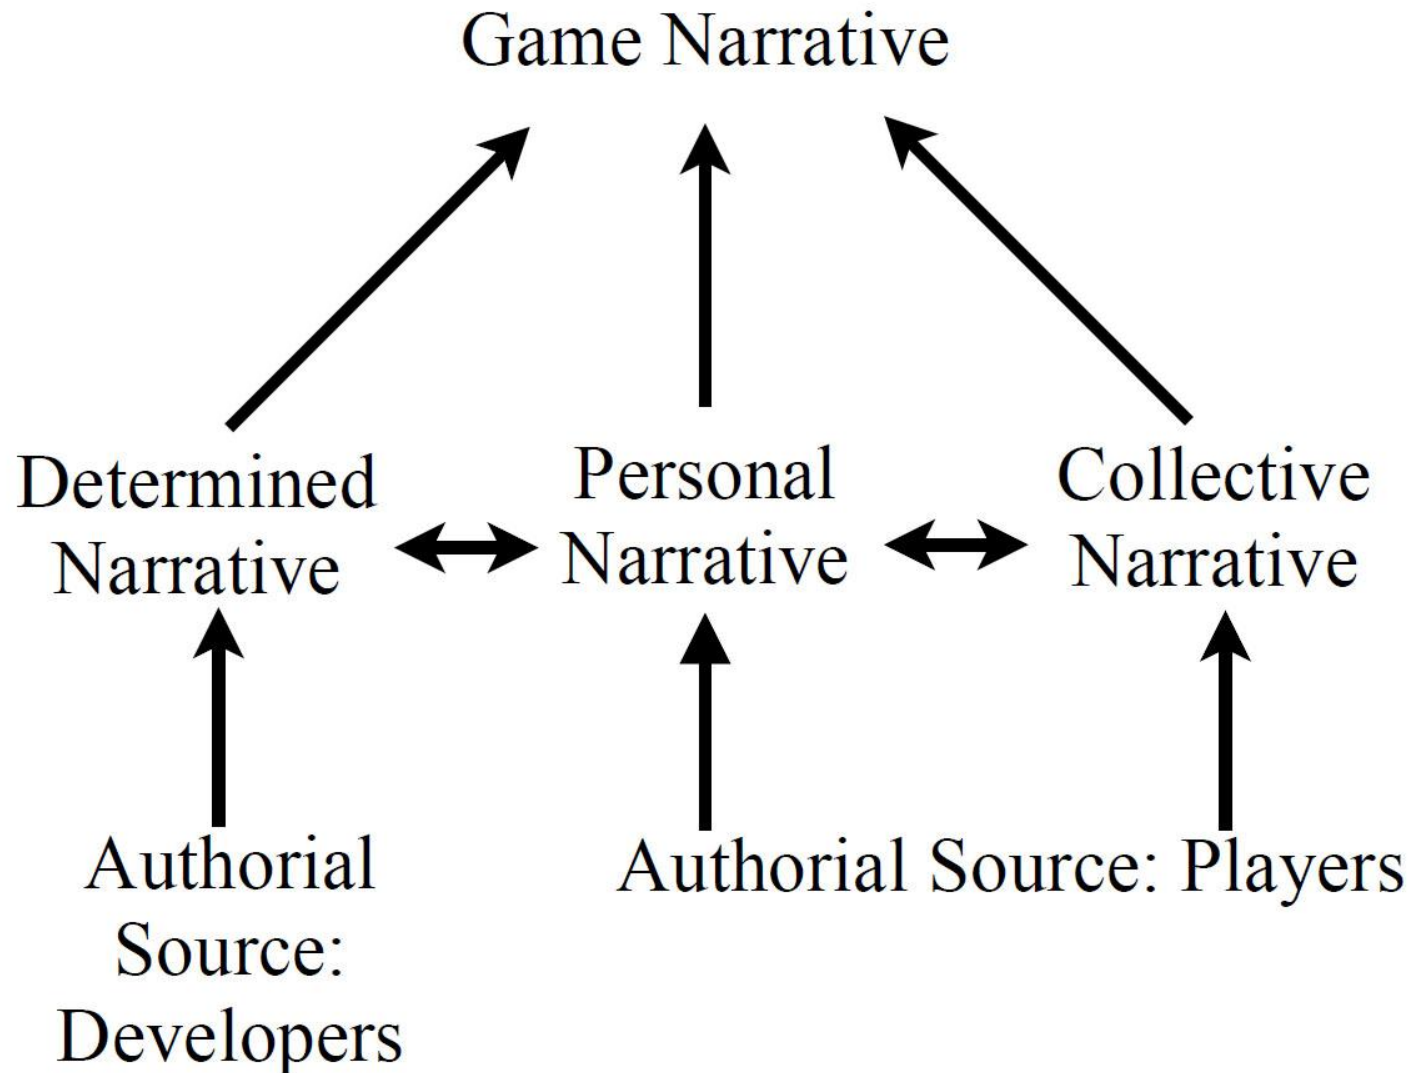 Game Narrative
Determined
Narrative
Personal
Narrative
Collective
Narrative
Authorial
Source:
Developers
Authorial Source: Players